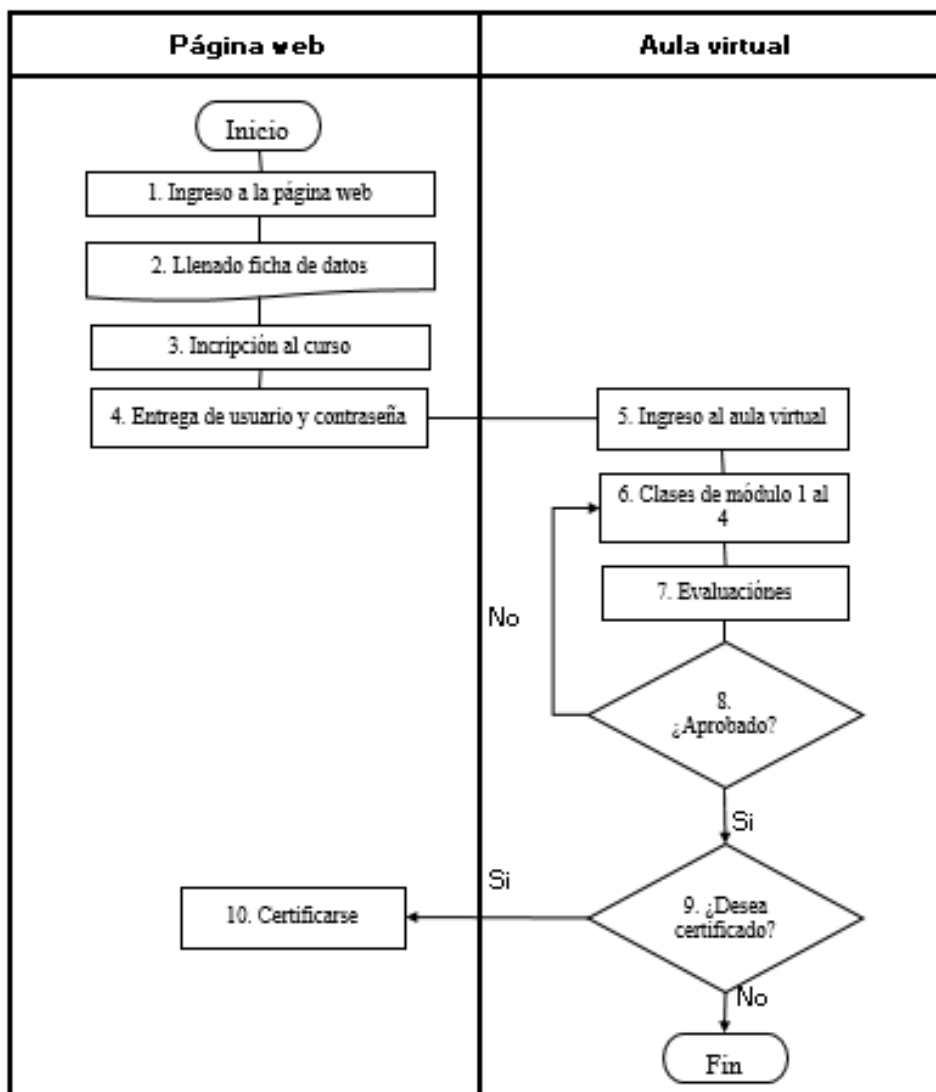 Página web
Aula virtual
Inicio
1. Ingreso a la página web
2. Llenado ficha de datos
3. Incripción al curso
4. Entrega de usuario y contraseña
5. Ingreso al aula virtual
6. Clases de módulo 1 al
4
7. Evaluaciónes
No
8.
¿Aprobado?
Si
Si
9. ¿Desea
certificado?
10. Certificarse
No
Fin